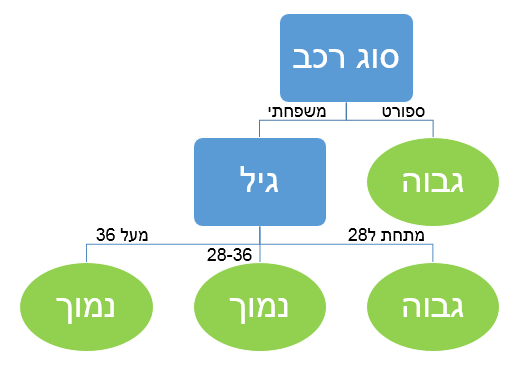 סוג רכב
ספורט
משפחתי
גבוה
גיל
מתחת ל28
28-36
מעל 36
גבוה
נמוך
נמוך